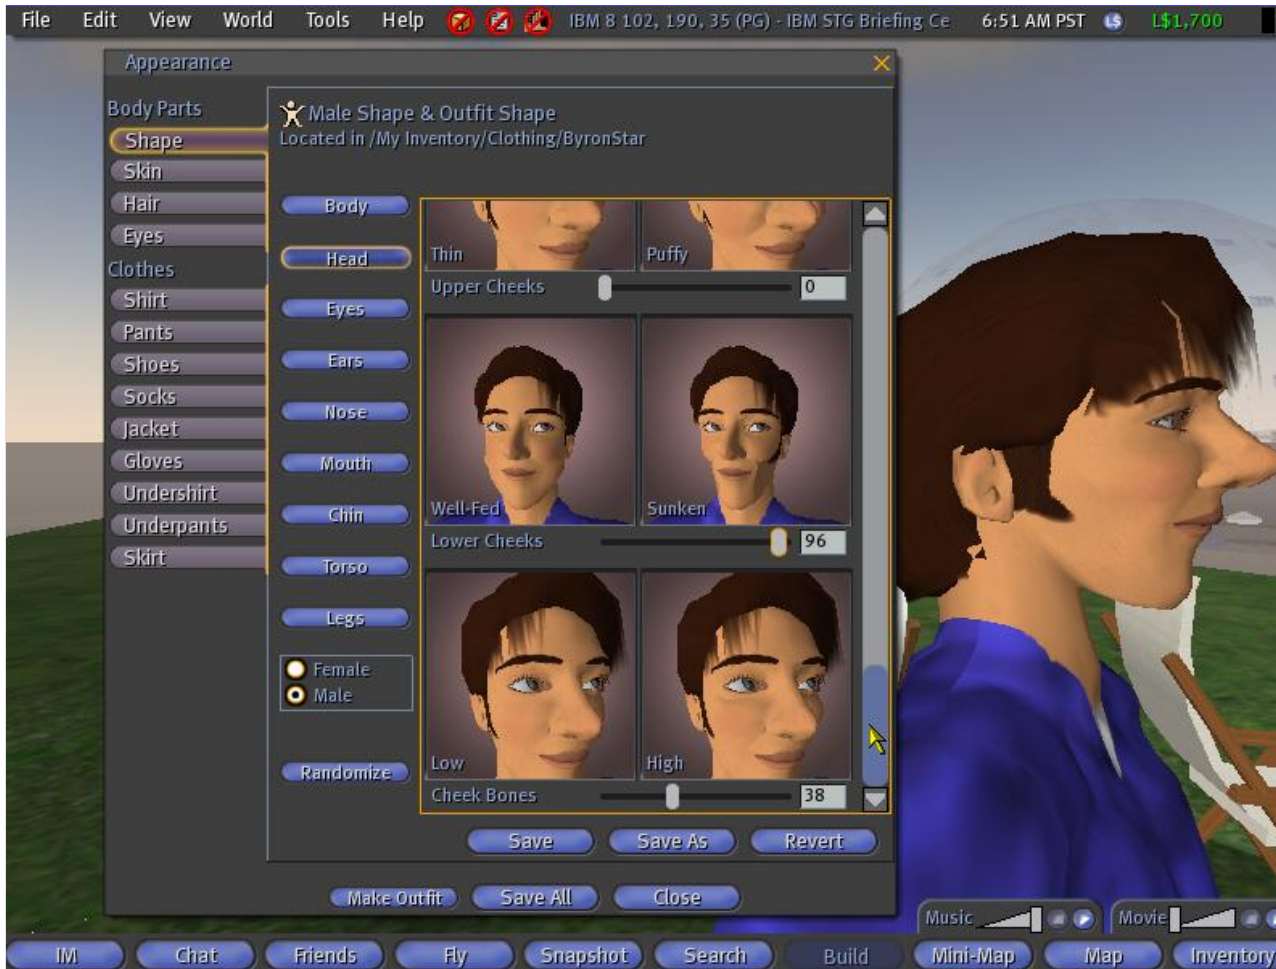 File Edit View World Tools Help IBM 8 102, 190, 35 (PG) - IBM STG Briefing Ce 6:51 AM PST L$ L$1,700
Appearance
Body Parts
Shape
Skin
Hair
Eyes
Clothes
Shirt
Pants
Shoes
Socks
Jacket
Gloves
Undershirt
Underpants
Skirt
Male Shape & Outfit Shape
Located in /My Inventory/Clothing/ByronStar
Body
Head
Eyes
Ears
Nose
Mouth
Chin
Torso
Legs
Female
Male
Randomize
Thin Puffy
Upper Cheeks 0
Well-Fed Sunken
Lower Cheeks 96
Low High
Cheek Bones 38
Save Save As Revert
Make Outfit Save All Close
Music Movie
IM Chat Friends Fly Snapshot Search Build Mini-Map Map Inventory